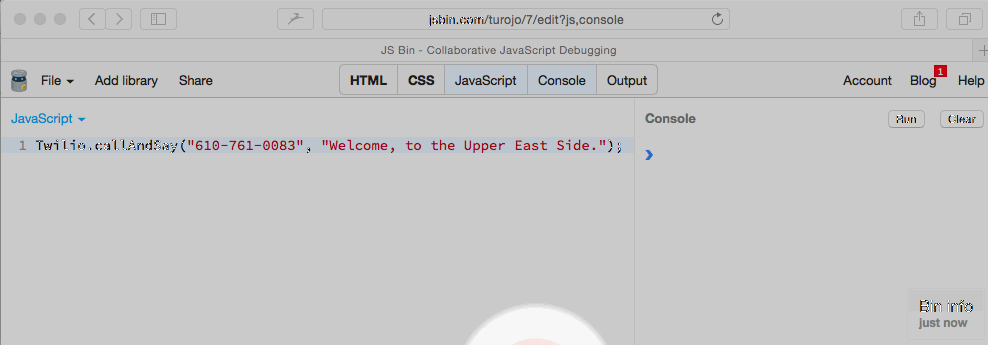 jsbin.com/turojo/7/edit?js,console
JS Bin - Collaborative JavaScript Debugging
File Add library Share HTML CSS JavaScript Console Output Account Blog 1 Help
JavaScript Console Run Clear
1 Twilio.callAndSay("610-761-0083", "Welcome, to the Upper East Side.");
Bin info
just now